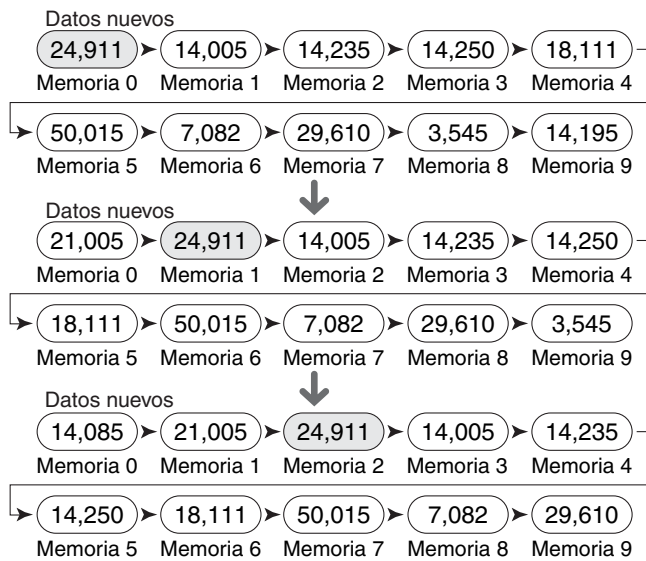 Datos nuevos
24,911 14,005 14,235 14,250 18,111
Memoria 0 Memoria 1 Memoria 2 Memoria 3 Memoria 4
50,015 7,082 29,610 3,545 14,195
Memoria 5 Memoria 6 Memoria 7 Memoria 8 Memoria 9
Datos nuevos
21,005 24,911 14,005 14,235 14,250
Memoria 0 Memoria 1 Memoria 2 Memoria 3 Memoria 4
18,111 50,015 7,082 29,610 3,545
Memoria 5 Memoria 6 Memoria 7 Memoria 8 Memoria 9
Datos nuevos
14,085 21,005 24,911 14,005 14,235
Memoria 0 Memoria 1 Memoria 2 Memoria 3 Memoria 4
14,250 18,111 50,015 7,082 29,610
Memoria 5 Memoria 6 Memoria 7 Memoria 8 Memoria 9